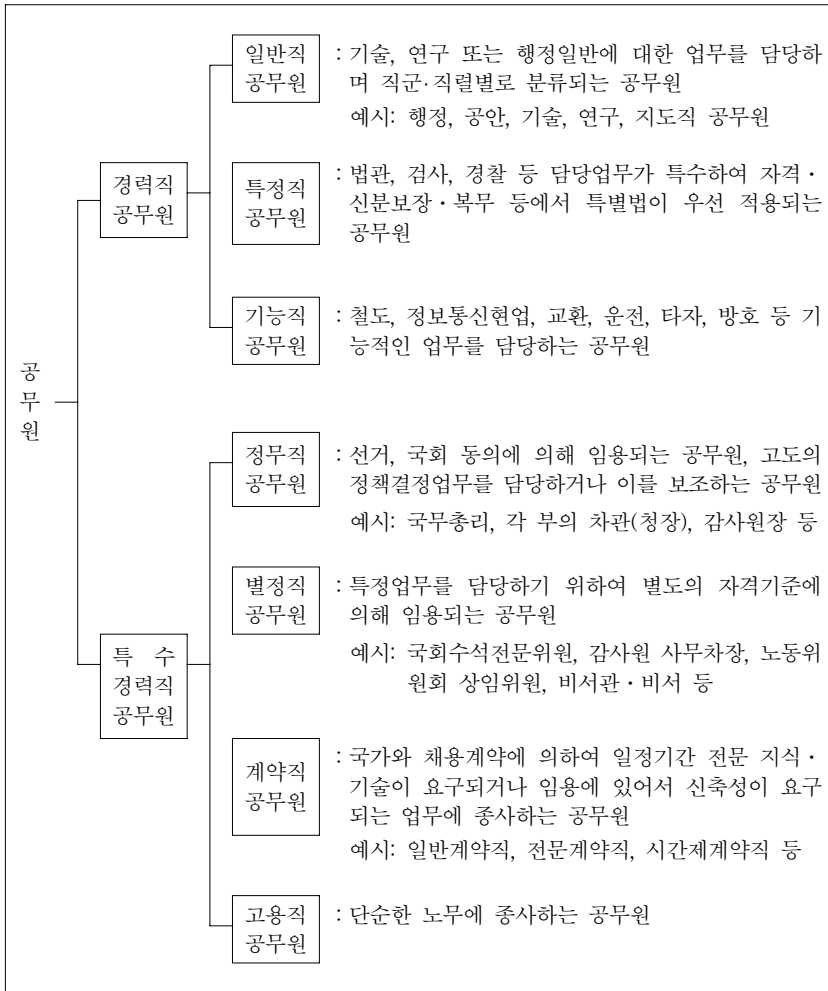 공
무
원
경력직
공무원
일반직
공무원
: 기술, 연구 또는 행정일반에 대한 업무를 담당하
며 직군·직렬별로 분류되는 공무원
예시: 행정, 공안, 기술, 연구, 지도직 공무원
특정직
공무원
: 법관, 검사, 경찰 등 담당업무가 특수하여 자격·
신분보장·복무 등에서 특별법이 우선 적용되는
공무원
기능직
공무원
: 철도, 정보통신현업, 교환, 운전, 타자, 방호 등 기
능적인 업무를 담당하는 공무원
특 수
경력직
공무원
정무직
공무원
: 선거, 국회 동의에 의해 임용되는 공무원, 고도의
정책결정업무를 담당하거나 이를 보조하는 공무원
예시: 국무총리, 각 부의 차관(청장), 감사원장 등
별정직
공무원
: 특정업무를 담당하기 위하여 별도의 자격기준에
의해 임용되는 공무원
예시: 국회수석전문위원, 감사원 사무차장, 노동위
원회 상임위원, 비서관·비서 등
계약직
공무원
: 국가와 채용계약에 의하여 일정기간 전문 지식·
기술이 요구되거나 임용에 있어서 신축성이 요구
되는 업무에 종사하는 공무원
예시: 일반계약직, 전문계약직, 시간제계약직 등
고용직
공무원
: 단순한 노무에 종사하는 공무원